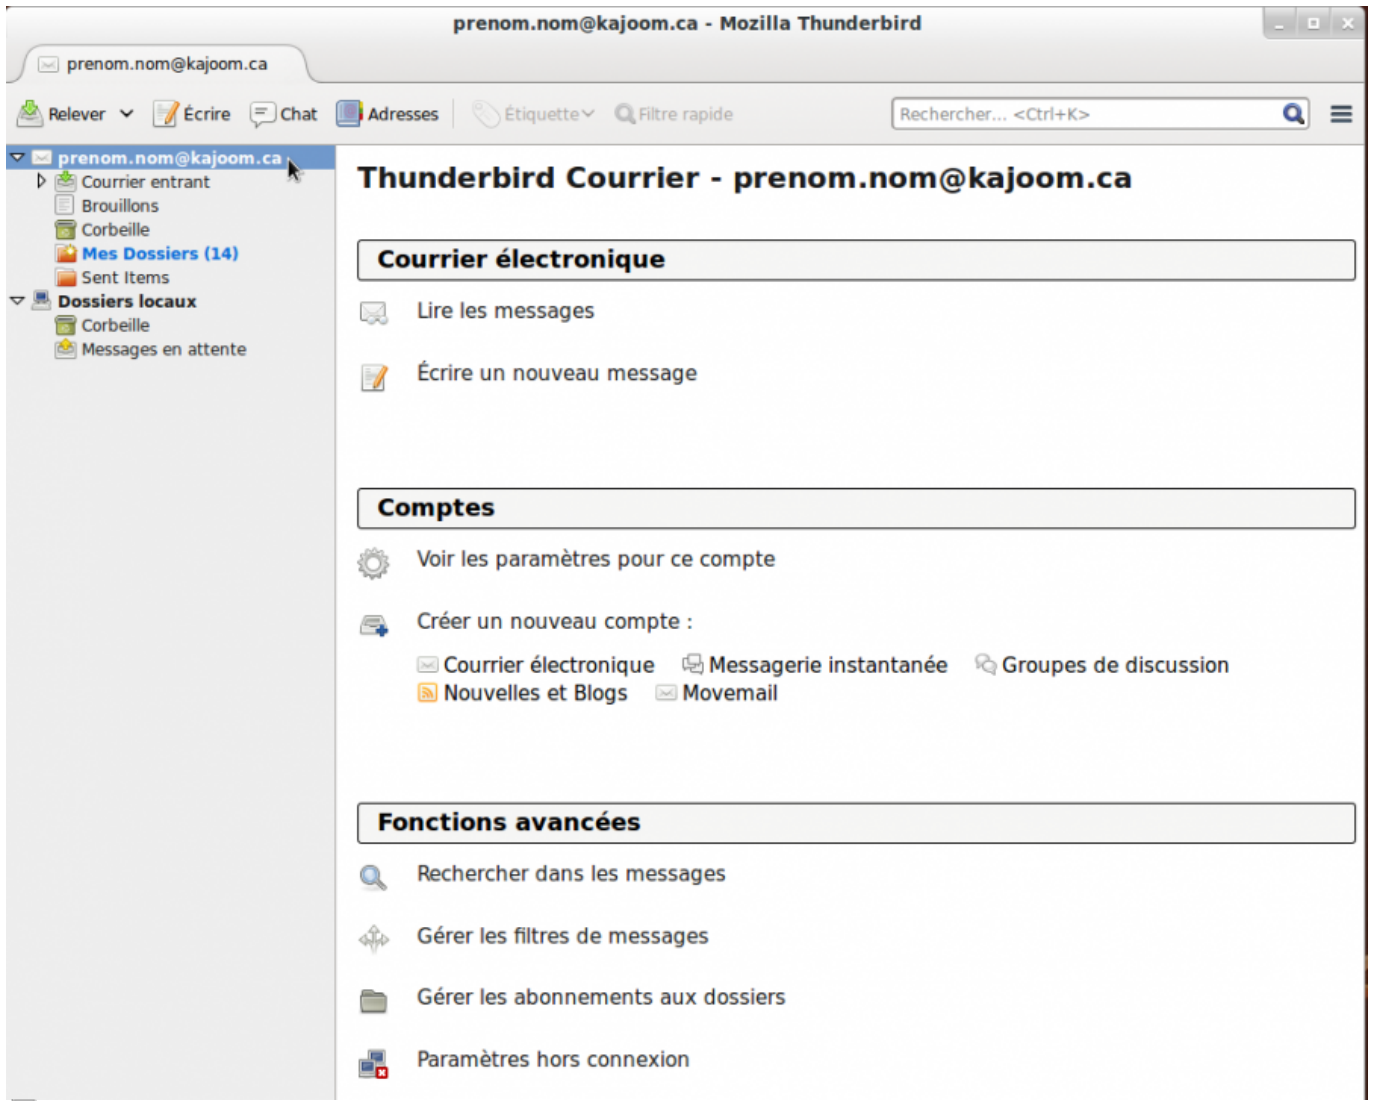 prenom.nom@kajoom.ca - Mozilla Thunderbird
prenom.nom@kajoom.ca
Relever Écrire Chat Adresses Étiquette Filtre rapide Rechercher... <Ctrl+K>
prenom.nom@kajoom.ca
Courrier entrant
Brouillons
Corbeille
Mes Dossiers (14)
Sent Items
Dossiers locaux
Corbeille
Messages en attente
Thunderbird Courrier - prenom.nom@kajoom.ca
Courrier électronique
Lire les messages
Écrire un nouveau message
Comptes
Voir les paramètres pour ce compte
Créer un nouveau compte :
Courrier électronique Messagerie instantanée Groupes de discussion
Nouvelles et Blogs Movemail
Fonctions avancées
Rechercher dans les messages
Gérer les filtres de messages
Gérer les abonnements aux dossiers
Paramètres hors connexion